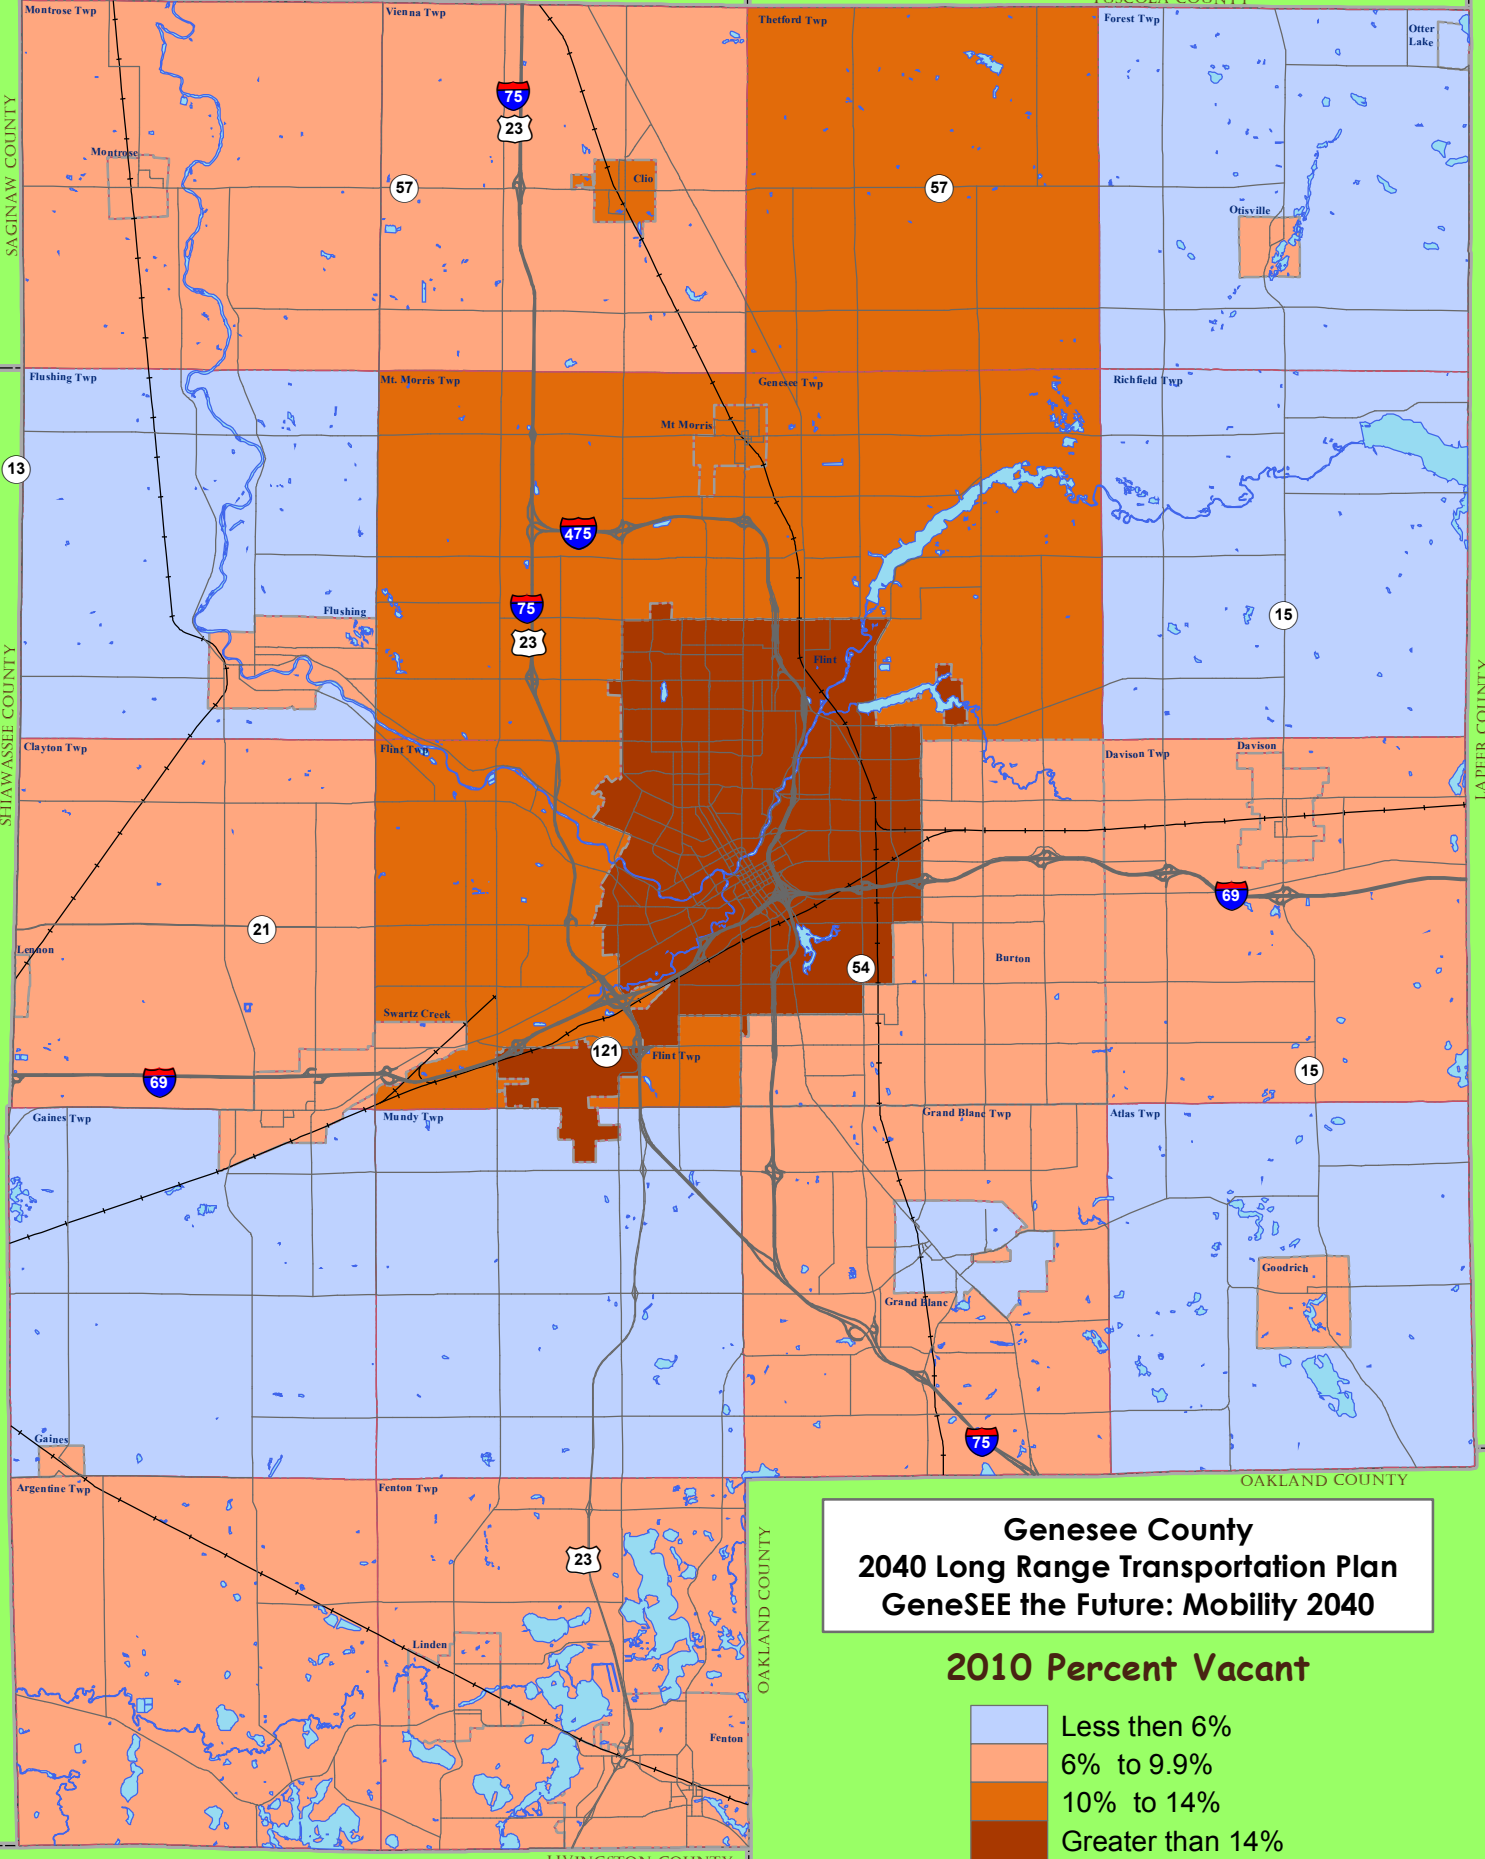 TUSCOLA COUNTY
Montrose Twp
Vienna Twp
Thetford Twp
Forest Twp
Otter
Lake
75
23
SAGINAW COUNTY
Montrose
57
Clio
57
Otisville
Flushing Twp
Mt. Morris Twp
Genesee Twp
Richfield Twp
Mt Morris
13
475
75
23
Flushing
15
Flint
SHIAWASSEE COUNTY
LAPEER COUNTY
Clayton Twp
Flint Twp
Davison Twp
Davison
69
21
Lennon
Burton
54
Swartz Creek
121
Flint Twp
69
15
Gaines Twp
Mundy Twp
Grand Blanc Twp
Atlas Twp
Goodrich
Grand Blanc
Gaines
75
Argentine Twp
Fenton Twp
OAKLAND COUNTY
23
OAKLAND COUNTY
Linden
Fenton
LIVINGSTON COUNTY
Genesee County
2040 Long Range Transportation Plan
GeneSEE the Future: Mobility 2040
2010 Percent Vacant
Less then 6%
6% to 9.9%
10% to 14%
Greater than 14%